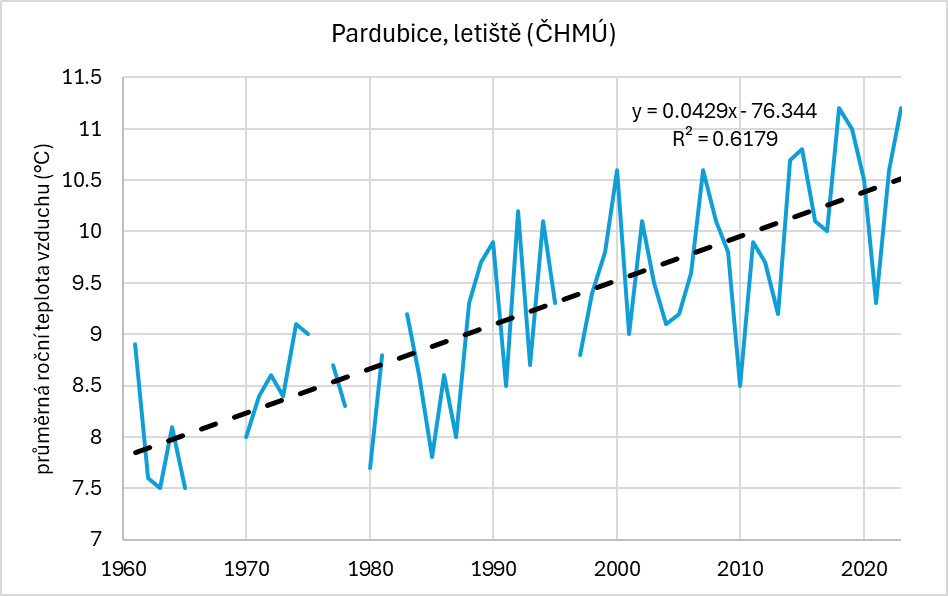 Pardubice, letiště (ČHMÚ)
y = 0.0429x - 76.344
R² = 0.6179
průměrná roční teplota vzduchu (°C)
11.5
11
10.5
10
9.5
9
8.5
8
7.5
7
1960 1970 1980 1990 2000 2010 2020